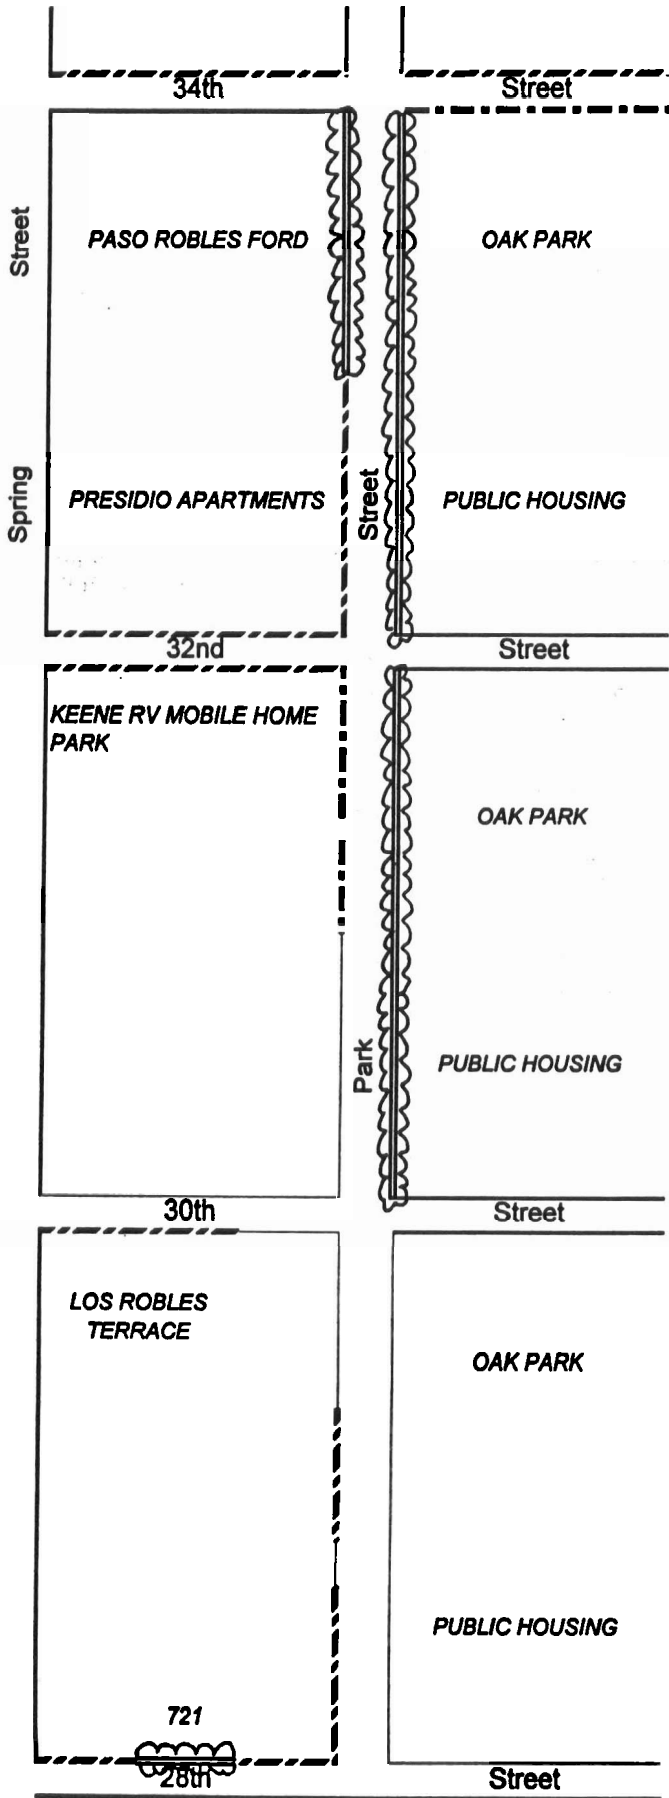 34th Street
Street
PASO ROBLES FORD
OAK PARK
Spring
PRESIDIO APARTMENTS
Street
PUBLIC HOUSING
32nd Street
KEENE RV MOBILE HOME
PARK
OAK PARK
Park
PUBLIC HOUSING
30th Street
LOS ROBLES
TERRACE
OAK PARK
PUBLIC HOUSING
721
28th Street